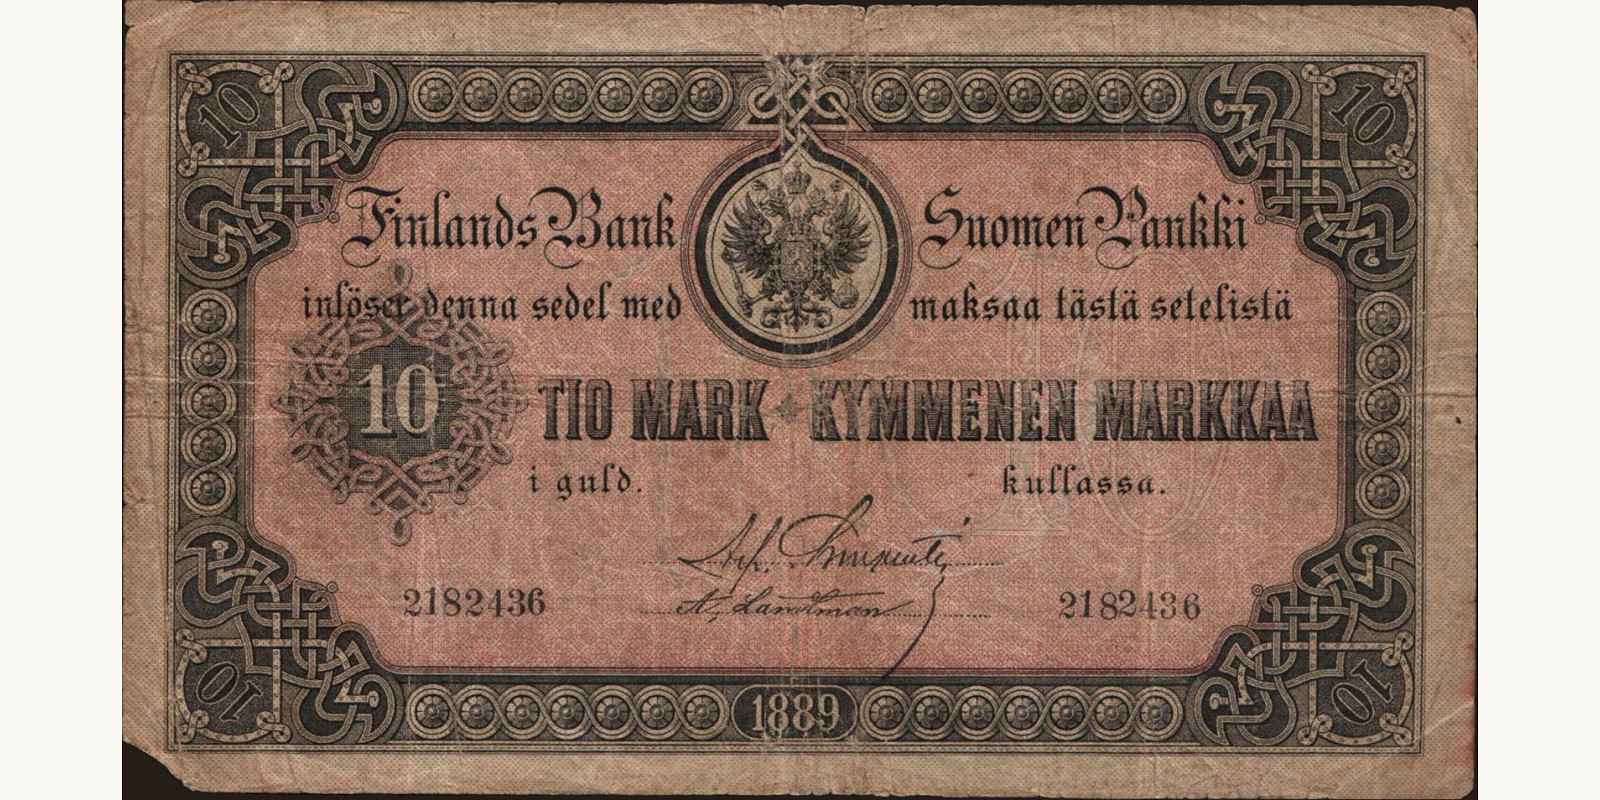 10 10
Finlands Bank Suomen Pankki
inlöser denna sedel med maksaa tästä setelistä
10 TIO MARK KYMMENEN MARKKAA
i guld. kullassa.
2182436 A. Landtman 2182436
10 1889 10